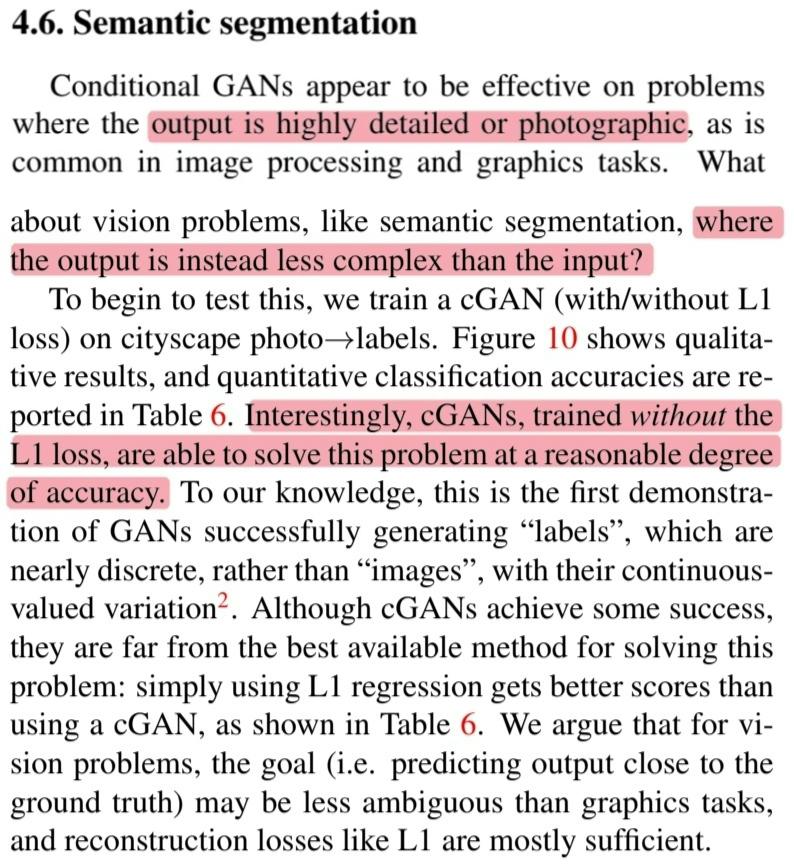 4.6. Semantic segmentation
Conditional GANs appear to be effective on problems
where the output is highly detailed or photographic, as is
common in image processing and graphics tasks. What
about vision problems, like semantic segmentation, where
the output is instead less complex than the input?
To begin to test this, we train a cGAN (with/without L1
loss) on cityscape photo→labels. Figure 10 shows qualita-
tive results, and quantitative classification accuracies are re-
ported in Table 6. Interestingly, cGANs, trained without the
L1 loss, are able to solve this problem at a reasonable degree
of accuracy. To our knowledge, this is the first demonstra-
tion of GANs successfully generating “labels”, which are
nearly discrete, rather than “images”, with their continuous-
valued variation². Although cGANs achieve some success,
they are far from the best available method for solving this
problem: simply using L1 regression gets better scores than
using a cGAN, as shown in Table 6. We argue that for vi-
sion problems, the goal (i.e. predicting output close to the
ground truth) may be less ambiguous than graphics tasks,
and reconstruction losses like L1 are mostly sufficient.